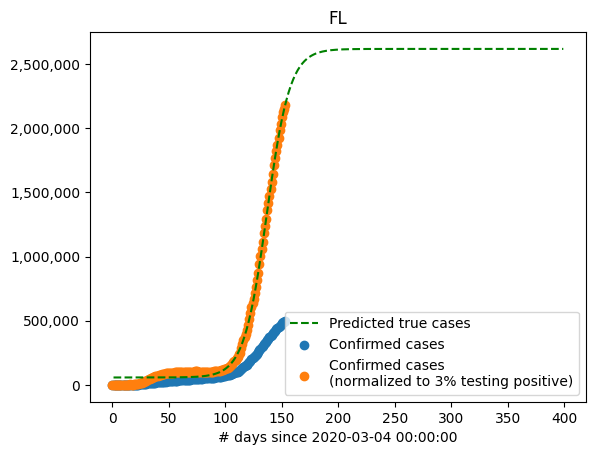 FL
2,500,000
2,000,000
1,500,000
1,000,000
500,000
0
Predicted true cases
Confirmed cases
Confirmed cases
(normalized to 3% testing positive)
0 50 100 150 200 250 300 350 400
# days since 2020-03-04 00:00:00